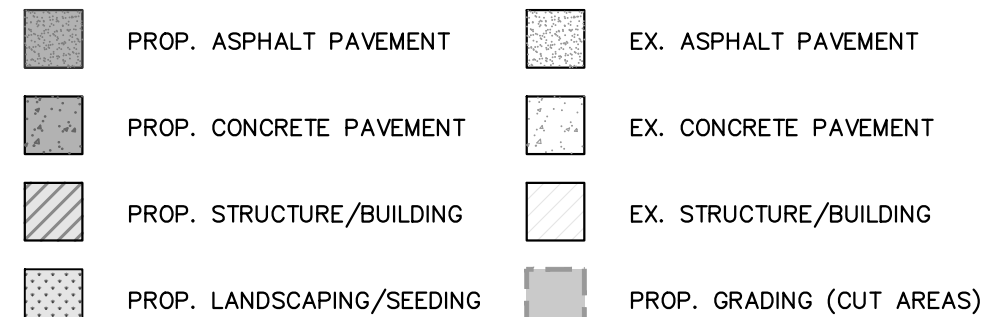 PROP. ASPHALT PAVEMENT
EX. ASPHALT PAVEMENT
PROP. CONCRETE PAVEMENT
EX. CONCRETE PAVEMENT
PROP. STRUCTURE/BUILDING
EX. STRUCTURE/BUILDING
PROP. LANDSCAPING/SEEDING
PROP. GRADING (CUT AREAS)